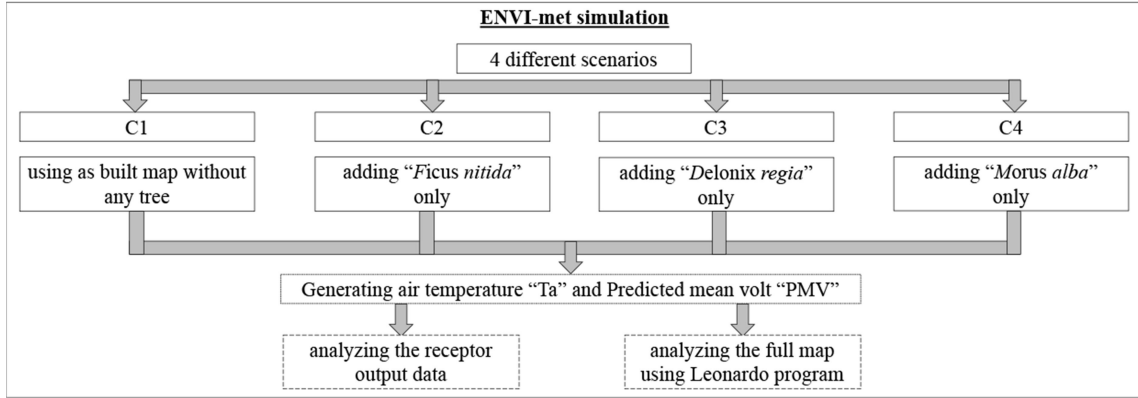 ENVI-met simulation
4 different scenarios
C1
C2
C3
C4
using as built map without
any tree
adding “Ficus nitida”
only
adding “Delonix regia”
only
adding “Morus alba”
only
Generating air temperature “Ta” and Predicted mean volt “PMV”
analyzing the receptor
output data
analyzing the full map
using Leonardo program